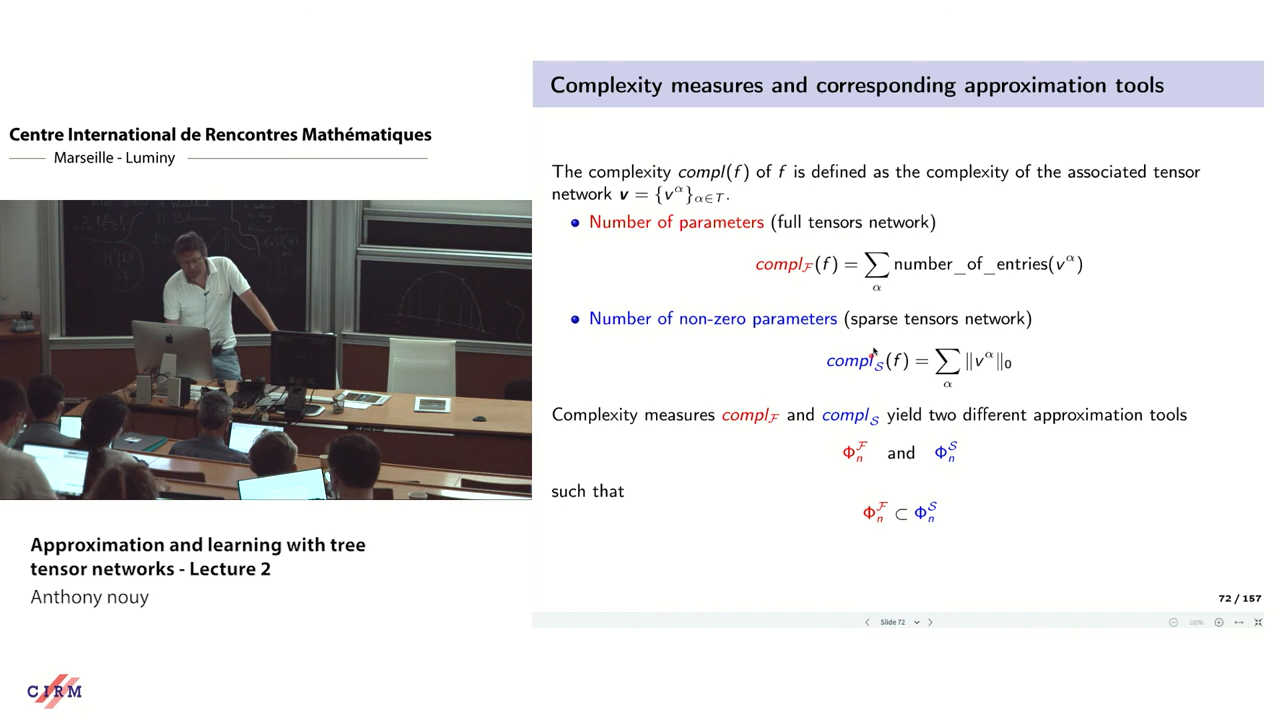 Centre International de Rencontres Mathématiques
Marseille - Luminy
Approximation and learning with tree
tensor networks - Lecture 2
Anthony nouy
CIRM
Complexity measures and corresponding approximation tools
The complexity compl(f) of f is defined as the complexity of the associated tensor
network v = {v^α}_{α∈T}.
Number of parameters (full tensors network)
compl_ℱ(f) = ∑_α number_of_entries(v^α)
Number of non-zero parameters (sparse tensors network)
compl_𝒮(f) = ∑_α ‖v^α‖_0
Complexity measures compl_ℱ and compl_𝒮 yield two different approximation tools
Φ_n^ℱ and Φ_n^𝒮
such that
Φ_n^ℱ ⊂ Φ_n^𝒮
72 / 157
Slide 72
100%